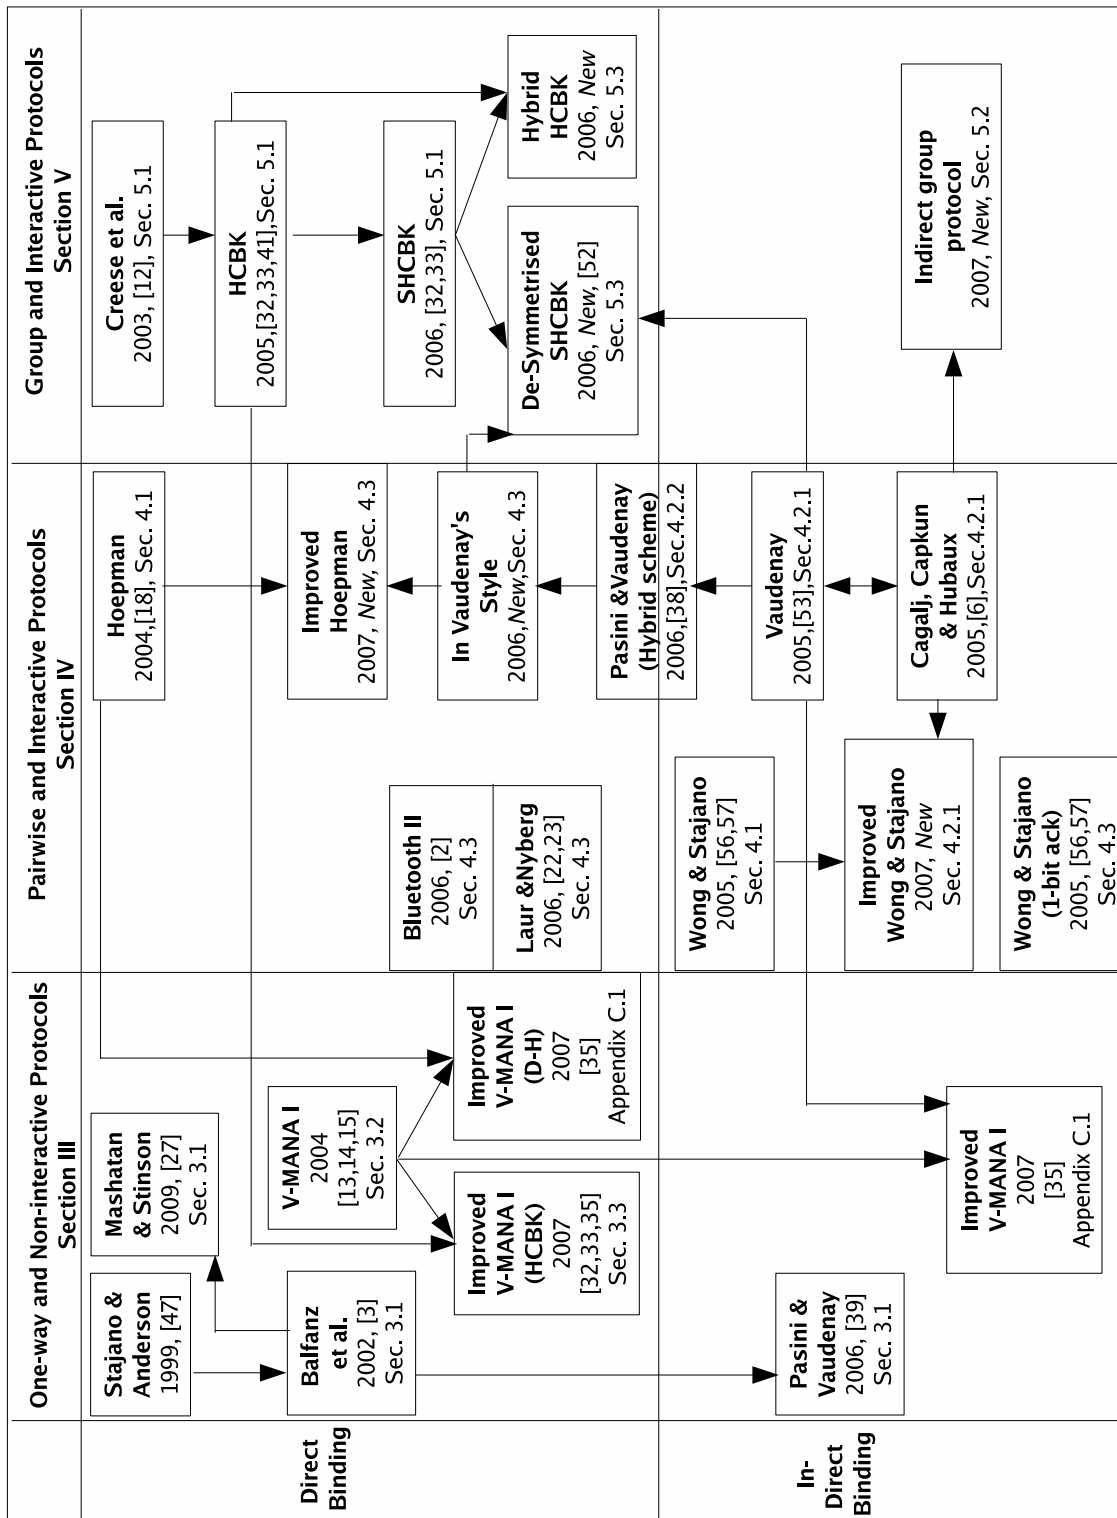 One-way and Non-interactive Protocols
Section III
Pairwise and Interactive Protocols
Section IV
Group and Interactive Protocols
Section V
Direct
Binding
Stajano &
Anderson
1999, [47]
Mashatan
& Stinson
2009, [27]
Sec. 3.1
Balfanz
et al.
2002, [3]
Sec. 3.1
V-MANA I
2004
[13,14,15]
Sec. 3.2
Improved
V-MANA I
(HCBK)
2007
[32,33,35]
Sec. 3.3
Improved
V-MANA I
(D-H)
2007
[35]
Appendix C.1
Hoepman
2004,[18], Sec. 4.1
Improved
Hoepman
2007, New, Sec. 4.3
Bluetooth II
2006, [2]
Sec. 4.3
Laur &Nyberg
2006, [22,23]
Sec. 4.3
In Vaudenay's
Style
2006,New,Sec. 4.3
Pasini &Vaudenay
(Hybrid scheme)
2006,[38],Sec.4.2.2
Creese et al.
2003, [12], Sec. 5.1
HCBK
2005,[32,33,41],Sec. 5.1
SHCBK
2006, [32,33], Sec. 5.1
De-Symmetrised
SHCBK
2006, New, [52]
Sec. 5.3
Hybrid
HCBK
2006, New
Sec. 5.3
In-
Direct
Binding
Pasini &
Vaudenay
2006, [39]
Sec. 3.1
Improved
V-MANA I
2007
[35]
Appendix C.1
Wong & Stajano
2005, [56,57]
Sec. 4.1
Improved
Wong & Stajano
2007, New
Sec. 4.2.1
Wong & Stajano
(1-bit ack)
2005, [56,57]
Sec. 4.3
Vaudenay
2005,[53],Sec.4.2.1
Cagalj, Capkun
& Hubaux
2005,[6],Sec.4.2.1
Indirect group
protocol
2007, New, Sec. 5.2